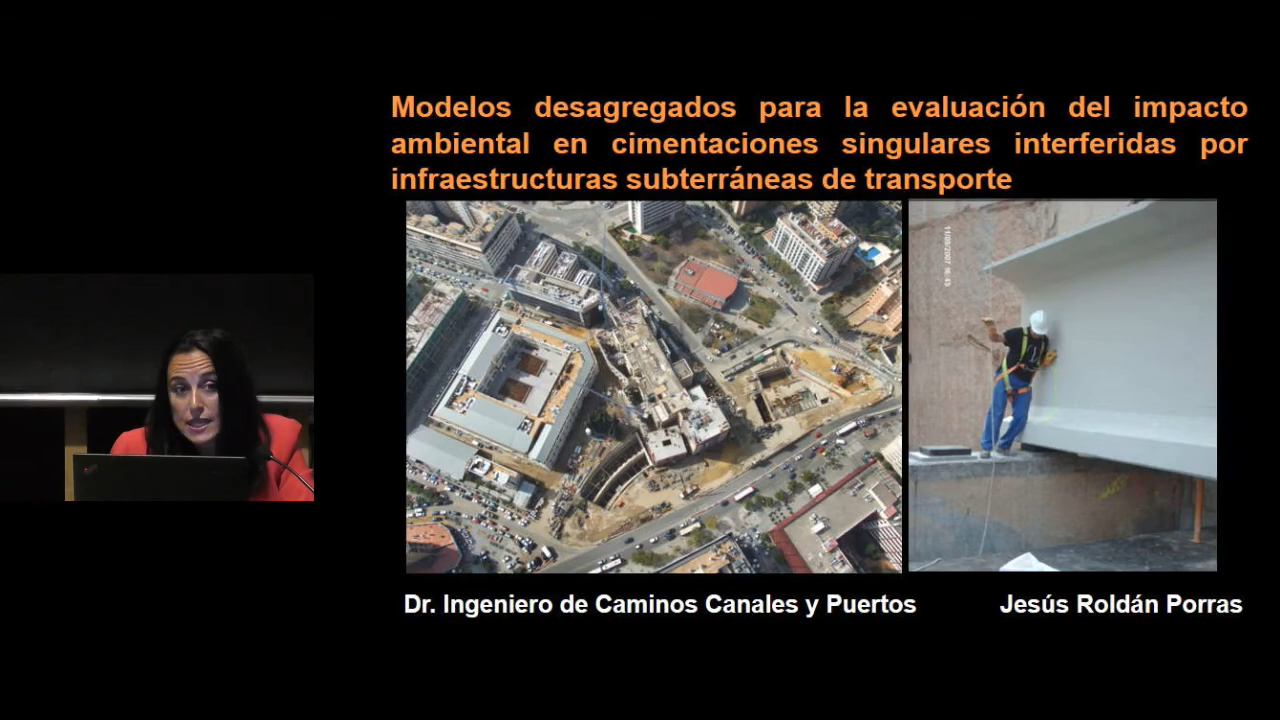 Modelos desagregados para la evaluación del impacto
ambiental en cimentaciones singulares interferidas por
infraestructuras subterráneas de transporte
Dr. Ingeniero de Caminos Canales y Puertos Jesús Roldán Porras